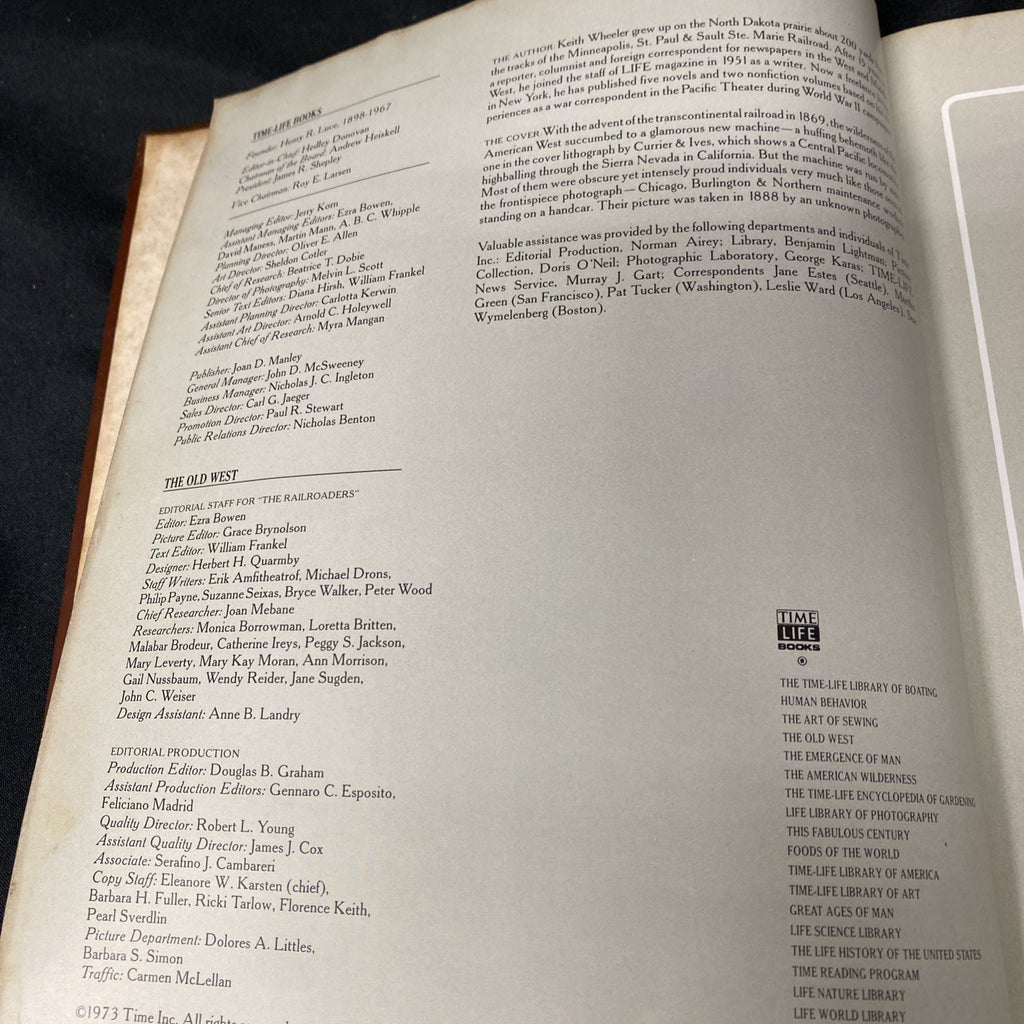 TIME-LIFE BOOKS
Founder: Henry R. Luce, 1898-1967
Editor-in-Chief: Hedley Donovan
Chairman of the Board: Andrew Heiskell
President: James R. Shepley
Vice Chairman: Roy E. Larsen
Managing Editor: Jerry Korn
Assistant Managing Editors: Ezra Bowen,
David Maness, Martin Mann, A. B. C. Whipple
Planning Director: Oliver E. Allen
Art Director: Sheldon Cotler
Chief of Research: Beatrice T. Dobie
Director of Photography: Melvin L. Scott
Senior Text Editors: Diana Hirsh, William Frankel
Assistant Planning Director: Carlotta Kerwin
Assistant Art Director: Arnold C. Holeywell
Assistant Chief of Research: Myra Mangan
Publisher: Joan D. Manley
General Manager: John D. McSweeney
Business Manager: Nicholas J. C. Ingleton
Sales Director: Carl G. Jaeger
Promotion Director: Paul R. Stewart
Public Relations Director: Nicholas Benton
THE OLD WEST
EDITORIAL STAFF FOR "THE RAILROADERS"
Editor: Ezra Bowen
Picture Editor: Grace Brynolson
Text Editor: William Frankel
Designer: Herbert H. Quarmby
Staff Writers: Erik Amfitheatrof, Michael Drons,
Philip Payne, Suzanne Seixas, Bryce Walker, Peter Wood
Chief Researcher: Joan Mebane
Researchers: Monica Borrowman, Loretta Britten,
Malabar Brodeur, Catherine Ireys, Peggy S. Jackson,
Mary Leverty, Mary Kay Moran, Ann Morrison,
Gail Nussbaum, Wendy Reider, Jane Sugden,
John C. Weiser
Design Assistant: Anne B. Landry
EDITORIAL PRODUCTION
Production Editor: Douglas B. Graham
Assistant Production Editors: Gennaro C. Esposito,
Feliciano Madrid
Quality Director: Robert L. Young
Assistant Quality Director: James J. Cox
Associate: Serafino J. Cambareri
Copy Staff: Eleanore W. Karsten (chief),
Barbara H. Fuller, Ricki Tarlow, Florence Keith,
Pearl Sverdlin
Picture Department: Dolores A. Littles,
Barbara S. Simon
Traffic: Carmen McLellan
©1973 Time Inc. All rights
THE AUTHOR Keith Wheeler grew up on the North Dakota prairie about 200
the tracks of the Minneapolis, St. Paul & Sault Ste. Marie Railroad. After 15
a reporter, columnist and foreign correspondent for newspapers in the West and
West, he joined the staff of LIFE magazine in 1951 as a writer. Now a freelance
in New York, he has published five novels and two nonfiction volumes based on
periences as a war correspondent in the Pacific Theater during World War II
THE COVER With the advent of the transcontinental railroad in 1869, the wilderness of the
American West succumbed to a glamorous new machine—a huffing behemoth like the
one in the cover lithograph by Currier & Ives, which shows a Central Pacific
highballing through the Sierra Nevada in California. But the machine was run by
Most of them were obscure yet intensely proud individuals very much like those
the frontispiece photograph—Chicago, Burlington & Northern maintenance
standing on a handcar. Their picture was taken in 1888 by an unknown
Valuable assistance was provided by the following departments and individuals of
Inc.: Editorial Production, Norman Airey; Library, Benjamin Lightman;
Collection, Doris O'Neil; Photographic Laboratory, George Karas; TIME-LIFE
News Service, Murray J. Gart; Correspondents Jane Estes (Seattle),
Green (San Francisco), Pat Tucker (Washington), Leslie Ward (Los Angeles), Sue
Wymelenberg (Boston).
TIME
LIFE
BOOKS
®
THE TIME-LIFE LIBRARY OF BOATING
HUMAN BEHAVIOR
THE ART OF SEWING
THE OLD WEST
THE EMERGENCE OF MAN
THE AMERICAN WILDERNESS
THE TIME-LIFE ENCYCLOPEDIA OF GARDENING
LIFE LIBRARY OF PHOTOGRAPHY
THIS FABULOUS CENTURY
FOODS OF THE WORLD
TIME-LIFE LIBRARY OF AMERICA
TIME-LIFE LIBRARY OF ART
GREAT AGES OF MAN
LIFE SCIENCE LIBRARY
THE LIFE HISTORY OF THE UNITED STATES
TIME READING PROGRAM
LIFE NATURE LIBRARY
LIFE WORLD LIBRARY